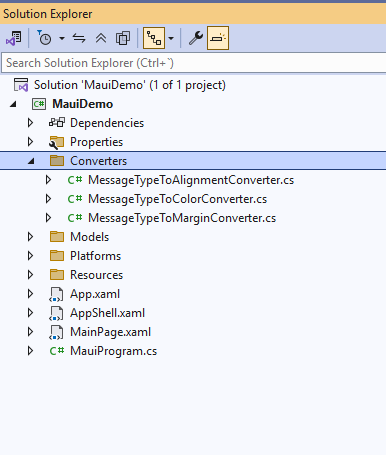 Solution Explorer
Search Solution Explorer (Ctrl+`)
Solution 'MauiDemo' (1 of 1 project)
C# MauiDemo
Dependencies
Properties
Converters
C# MessageTypeToAlignmentConverter.cs
C# MessageTypeToColorConverter.cs
C# MessageTypeToMarginConverter.cs
Models
Platforms
Resources
App.xaml
AppShell.xaml
MainPage.xaml
C# MauiProgram.cs